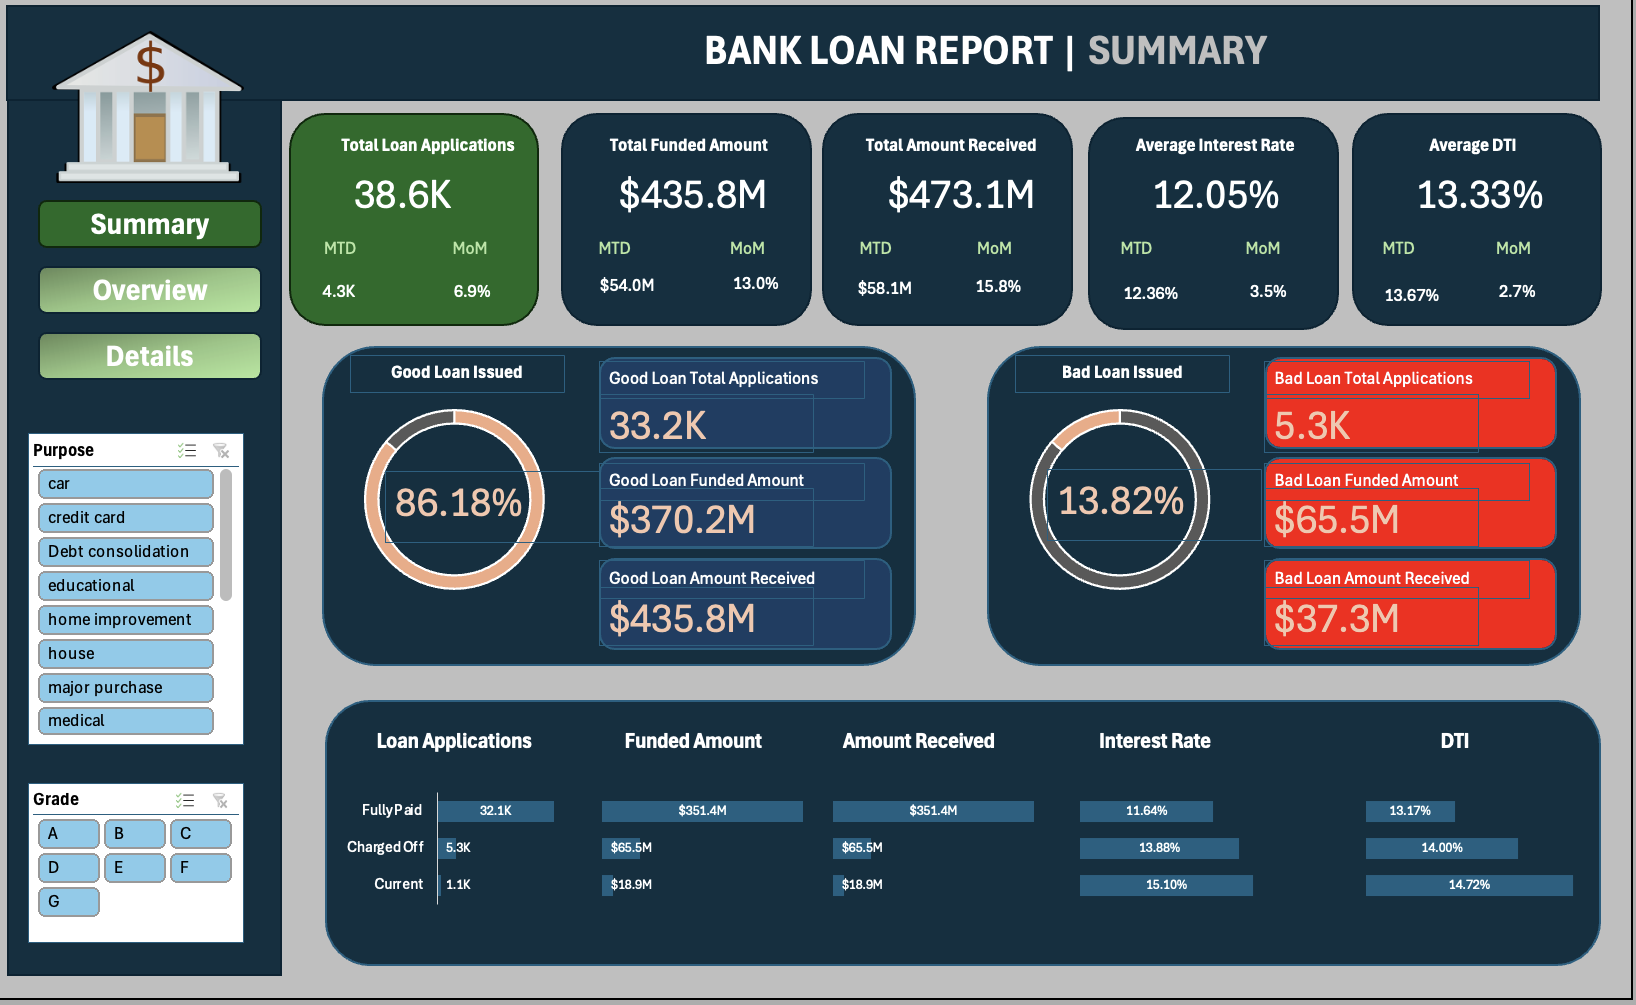 BANK LOAN REPORT | SUMMARY
$
Summary
Overview
Details
Total Loan Applications
38.6K
MTD MoM
4.3K 6.9%
Total Funded Amount
$435.8M
MTD MoM
$54.0M 13.0%
Total Amount Received
$473.1M
MTD MoM
$58.1M 15.8%
Average Interest Rate
12.05%
MTD MoM
12.36% 3.5%
Average DTI
13.33%
MTD MoM
13.67% 2.7%
Purpose
car
credit card
Debt consolidation
educational
home improvement
house
major purchase
medical
Grade
A B C
D E F
G
Good Loan Issued
86.18%
Good Loan Total Applications
33.2K
Good Loan Funded Amount
$370.2M
Good Loan Amount Received
$435.8M
Bad Loan Issued
13.82%
Bad Loan Total Applications
5.3K
Bad Loan Funded Amount
$65.5M
Bad Loan Amount Received
$37.3M
Loan Applications Funded Amount Amount Received Interest Rate DTI
Fully Paid 32.1K $351.4M $351.4M 11.64% 13.17%
Charged Off 5.3K $65.5M $65.5M 13.88% 14.00%
Current 1.1K $18.9M $18.9M 15.10% 14.72%